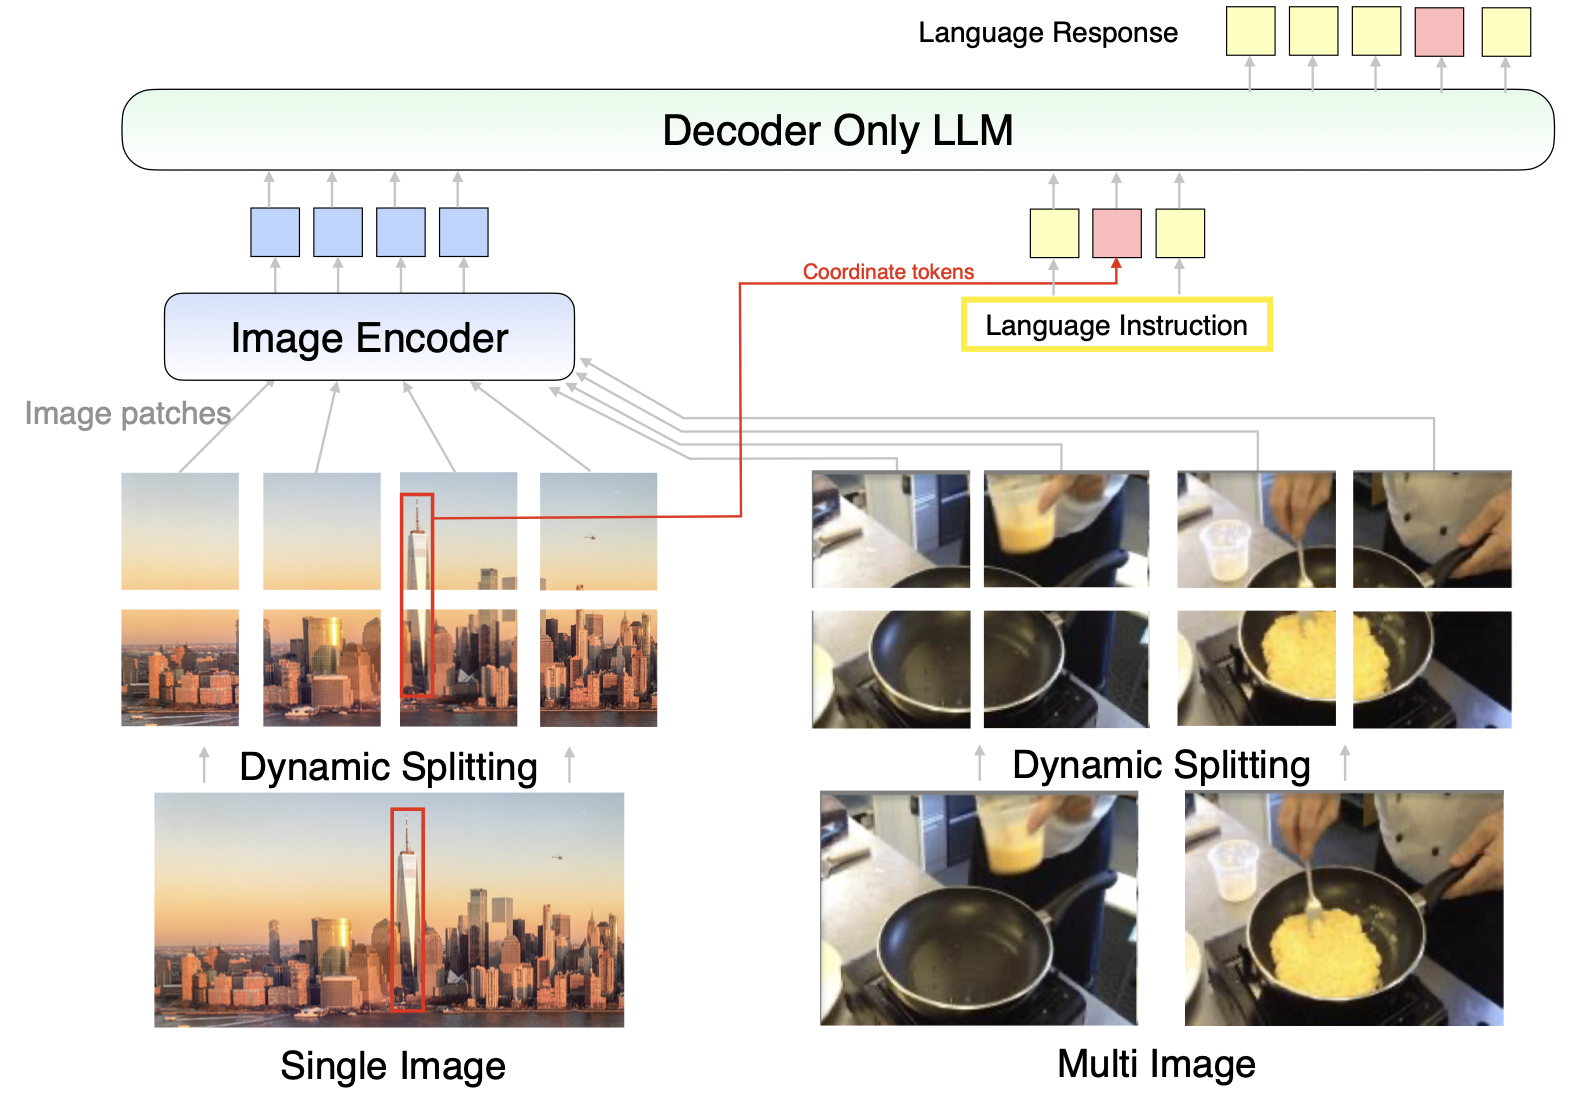 Language Response
Decoder Only LLM
Coordinate tokens
Language Instruction
Image Encoder
Image patches
Dynamic Splitting
Dynamic Splitting
Single Image
Multi Image